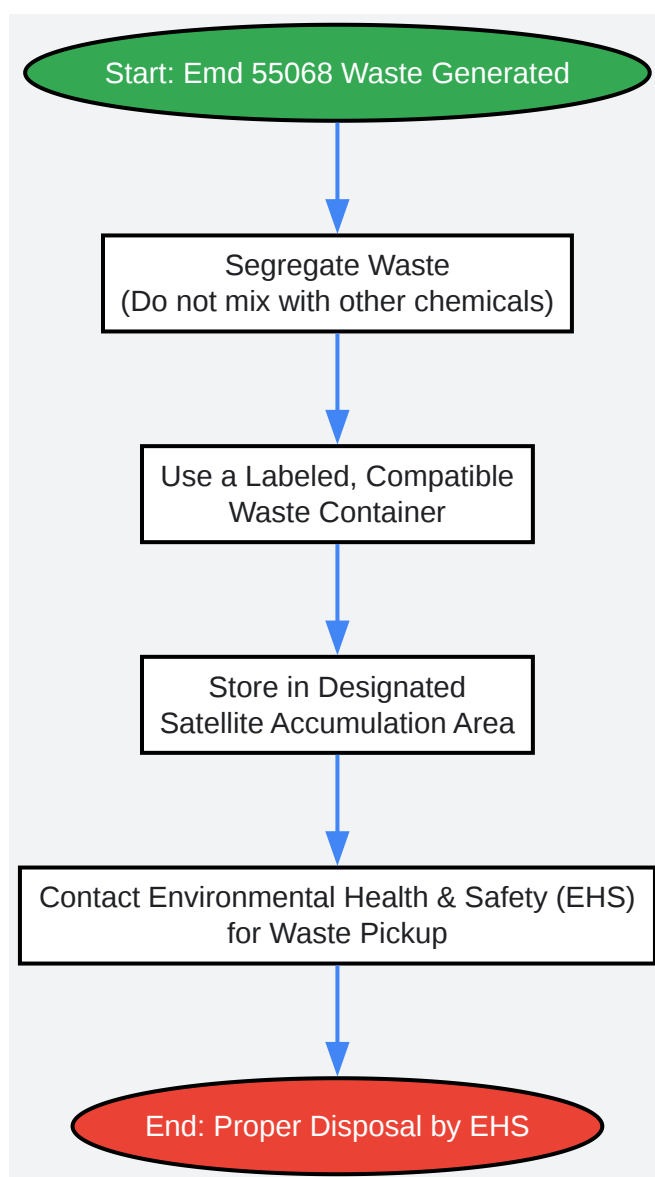 Start: Emd 55068 Waste Generated
Segregate Waste
(Do not mix with other chemicals)
Use a Labeled, Compatible
Waste Container
Store in Designated
Satellite Accumulation Area
Contact Environmental Health & Safety (EHS)
for Waste Pickup
End: Proper Disposal by EHS